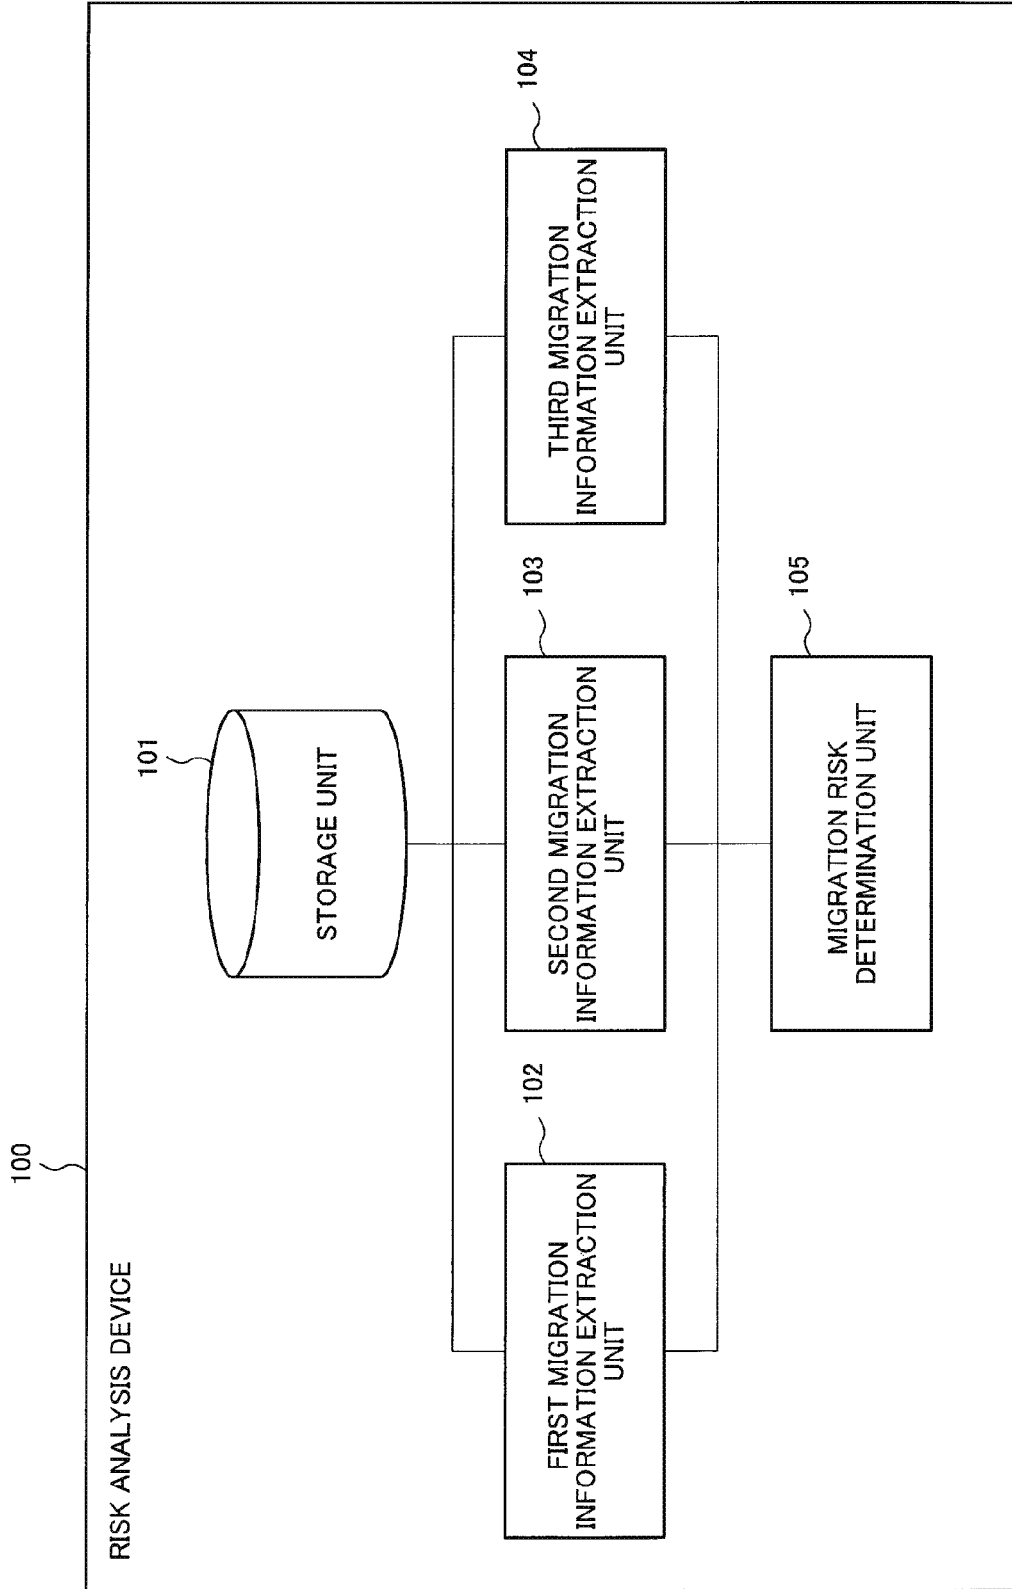 100
RISK ANALYSIS DEVICE
101
STORAGE UNIT
102
FIRST MIGRATION
INFORMATION EXTRACTION
UNIT
103
SECOND MIGRATION
INFORMATION EXTRACTION
UNIT
104
THIRD MIGRATION
INFORMATION EXTRACTION
UNIT
105
MIGRATION RISK
DETERMINATION UNIT